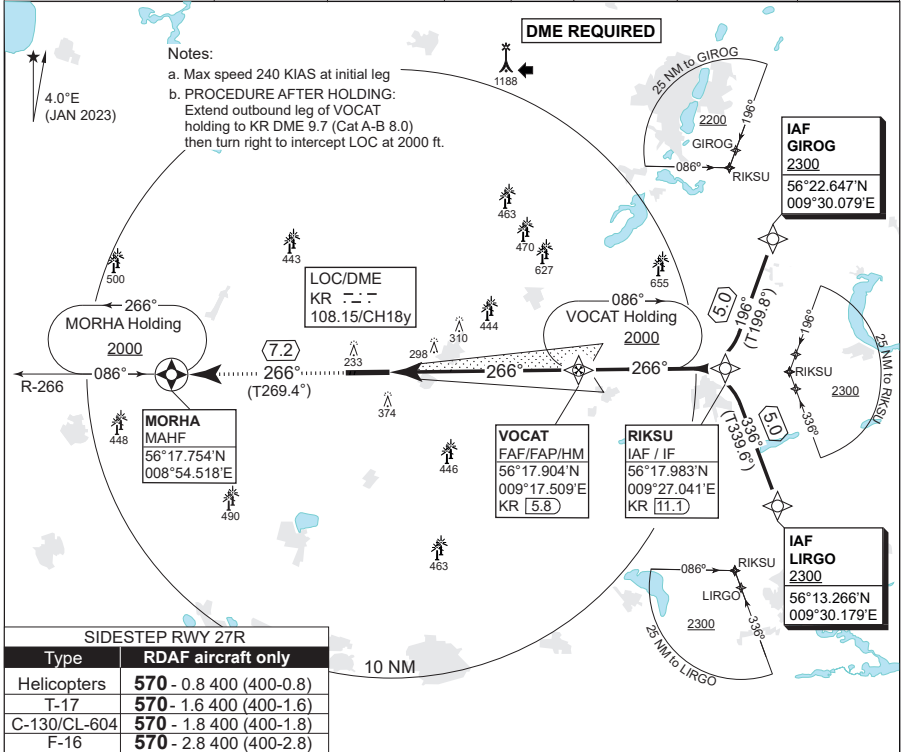 DME REQUIRED
Notes:
a. Max speed 240 KIAS at initial leg
b. PROCEDURE AFTER HOLDING:
Extend outbound leg of VOCAT
holding to KR DME 9.7 (Cat A-B 8.0)
then turn right to intercept LOC at 2000 ft.
4.0°E
(JAN 2023)
1188
25 NM to GIROG
2200
196°
GIROG
086°
RIKSU
IAF
GIROG
2300
56°22.647'N
009°30.079'E
463
470
627
655
443
500
444
310
298
233
374
448
490
446
463
LOC/DME
KR
108.15/CH18y
266°
MORHA Holding
2000
086°
R-266
7.2
266°
(T269.4°)
086°
VOCAT Holding
2000
266°
266°
5.0
196°
(T199.8°)
5.0
336°
(T339.6°)
196°
RIKSU
2300
336°
25 NM to RIKSU
MORHA
MAHF
56°17.754'N
008°54.518'E
VOCAT
FAF/FAP/HM
56°17.904'N
009°17.509'E
KR 5.8
RIKSU
IAF / IF
56°17.983'N
009°27.041'E
KR 11.1
IAF
LIRGO
2300
56°13.266'N
009°30.179'E
086°
RIKSU
LIRGO
2300
336°
25 NM to LIRGO
10 NM
SIDESTEP RWY 27R
Type RDAF aircraft only
Helicopters 570 - 0.8 400 (400-0.8)
T-17 570 - 1.6 400 (400-1.6)
C-130/CL-604 570 - 1.8 400 (400-1.8)
F-16 570 - 2.8 400 (400-2.8)